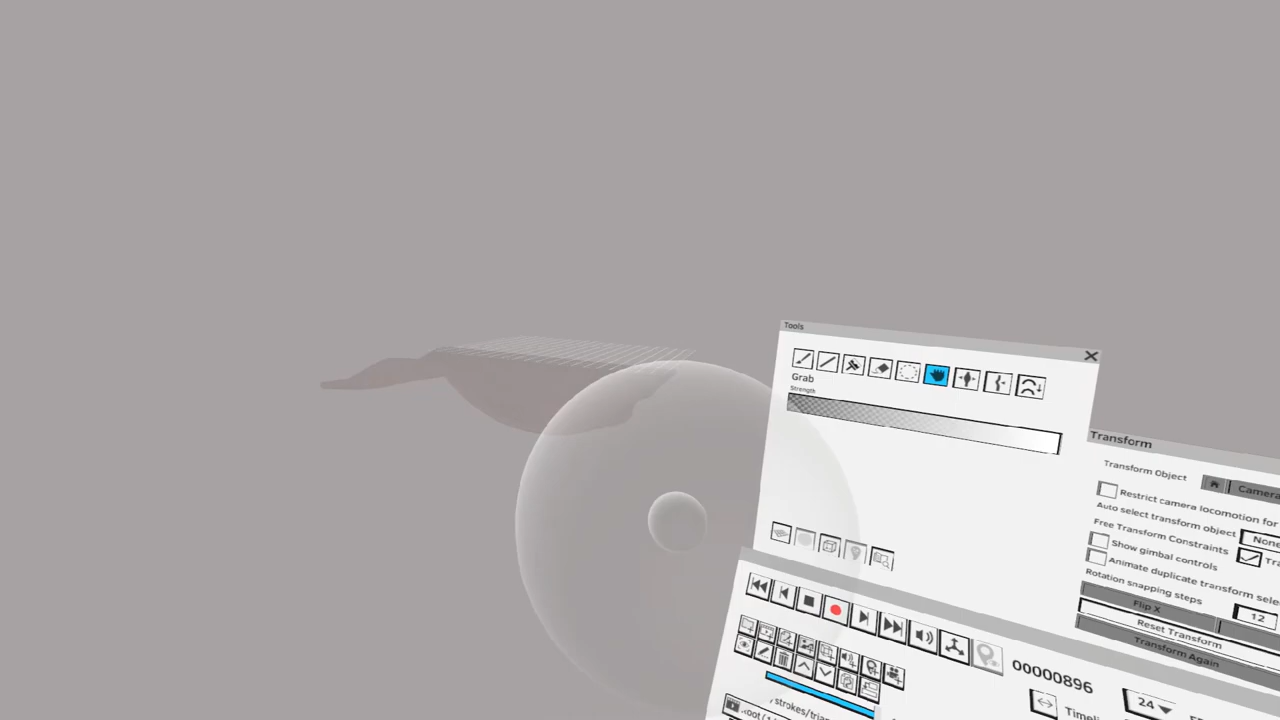 Tools
Grab
Strength
Transform
Transform Object
Camera
Restrict camera locomotion for
Auto select transform object
None
Free Transform Constraints
Show gimbal controls
Animate duplicate transform
Rotation snapping steps
12
Flip X
Reset Transform
Transform Again
00000896
24